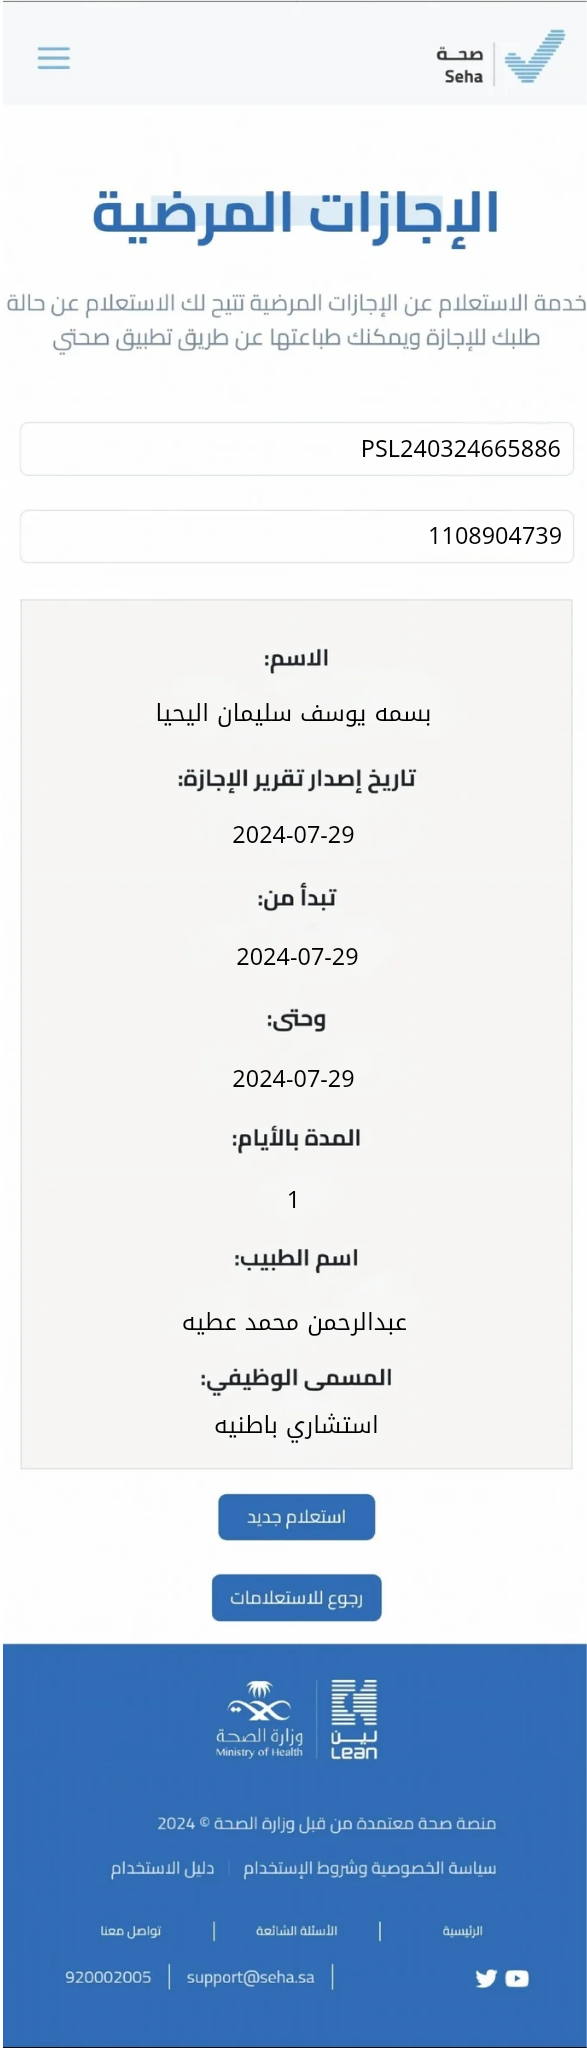 صحة
Seha
الإجازات المرضية
خدمة الاستعلام عن الإجازات المرضية تتيح لك الاستعلام عن حالة
طلبك للإجازة ويمكنك طباعتها عن طريق تطبيق صحتي
PSL240324665886
1108904739
الاسم:
بسمه يوسف سليمان اليحيا
تاريخ إصدار تقرير الإجازة:
2024-07-29
تبدأ من:
2024-07-29
وحتى:
2024-07-29
المدة بالأيام:
1
اسم الطبيب:
عبدالرحمن محمد عطيه
المسمى الوظيفي:
استشاري باطنيه
استعلام جديد
رجوع للاستعلامات
وزارة الصحة
Ministry of Health
لين
Lean
منصة صحة معتمدة من قبل وزارة الصحة © 2024
سياسة الخصوصية وشروط الإستخدام | دليل الاستخدام
الرئيسية | الأسئلة الشائعة | تواصل معنا
support@seha.sa | 920002005